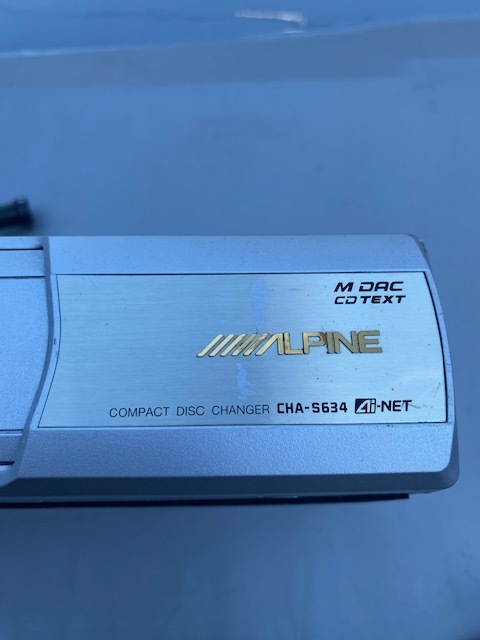 M DAC
CD TEXT
ALPINE
COMPACT DISC CHANGER CHA-S634 Ai-NET